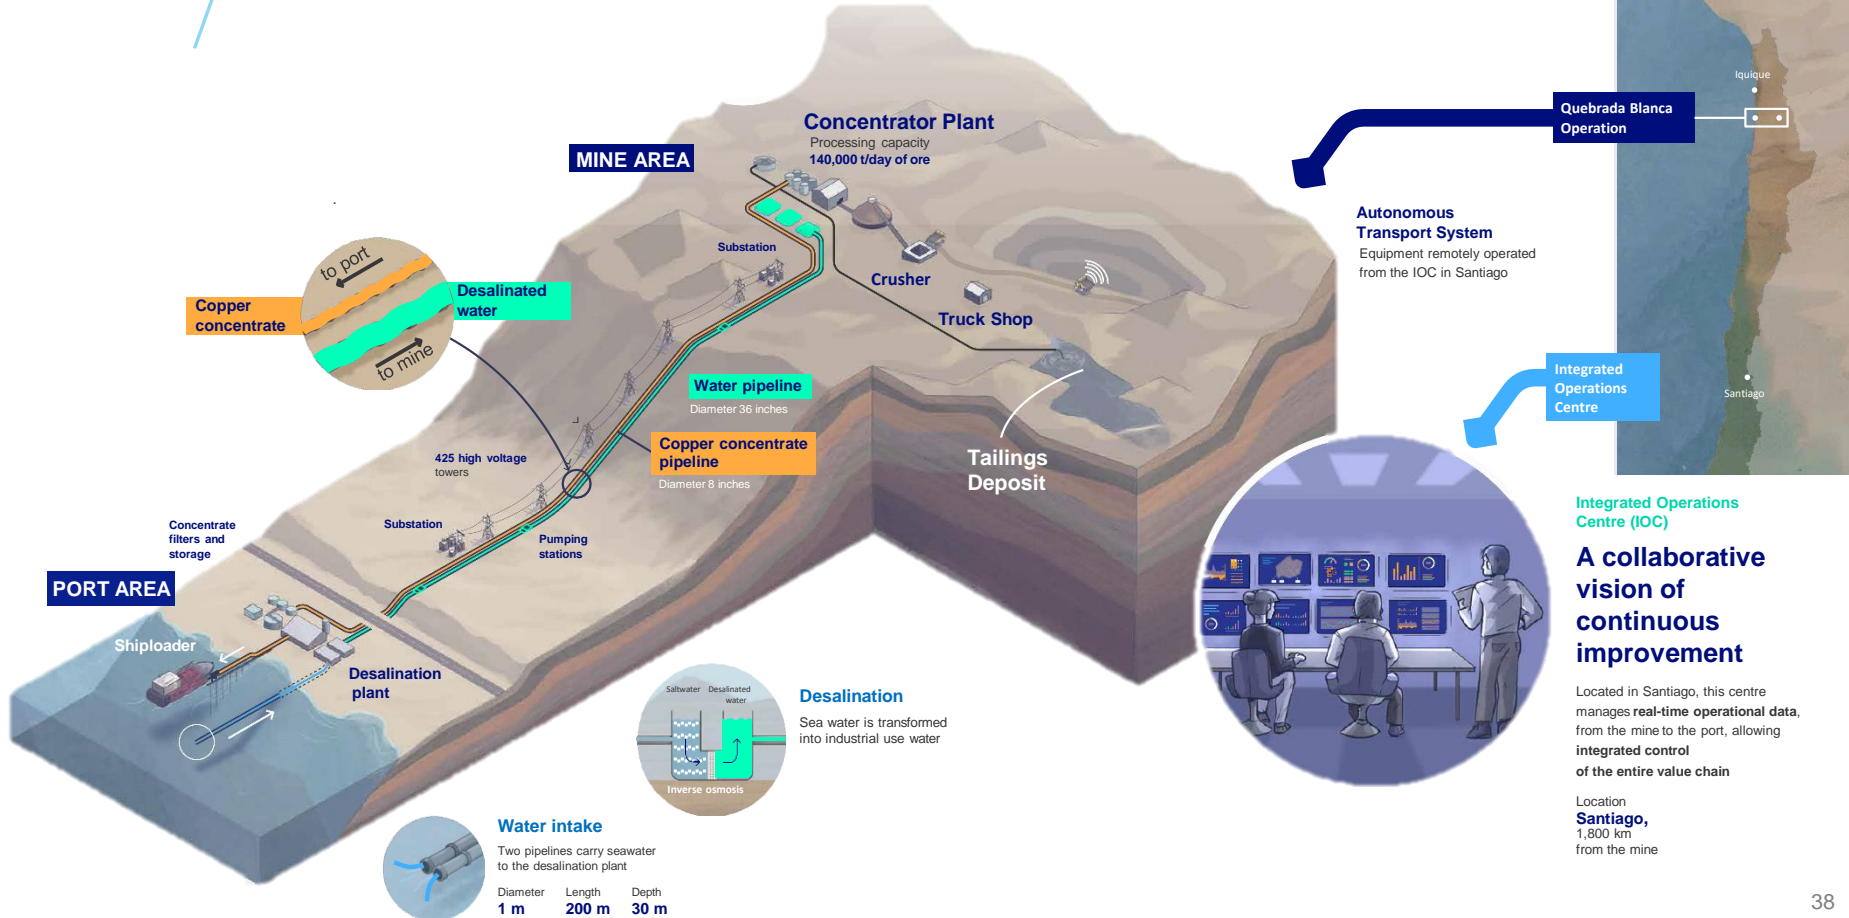 Concentrator Plant
Processing capacity
140,000 t/day of ore
MINE AREA
Substation
Crusher
Truck Shop
to port
to mine
Copper
concentrate
Desalinated
water
Water pipeline
Diameter 36 inches
Copper concentrate
pipeline
Diameter 8 inches
425 high voltage
towers
Tailings
Deposit
Substation
Pumping
stations
Concentrate
filters and
storage
PORT AREA
Shiploader
Desalination
plant
Saltwater
Desalinated
water
Inverse osmosis
Desalination
Sea water is transformed
into industrial use water
Water intake
Two pipelines carry seawater
to the desalination plant
Diameter Length Depth
1 m 200 m 30 m
Iquique
Quebrada Blanca
Operation
Autonomous
Transport System
Equipment remotely operated
from the IOC in Santiago
Integrated
Operations
Centre
Santiago
Integrated Operations
Centre (IOC)
A collaborative
vision of
continuous
improvement
Located in Santiago, this centre
manages real-time operational data,
from the mine to the port, allowing
integrated control
of the entire value chain
Location
Santiago,
1,800 km
from the mine
38